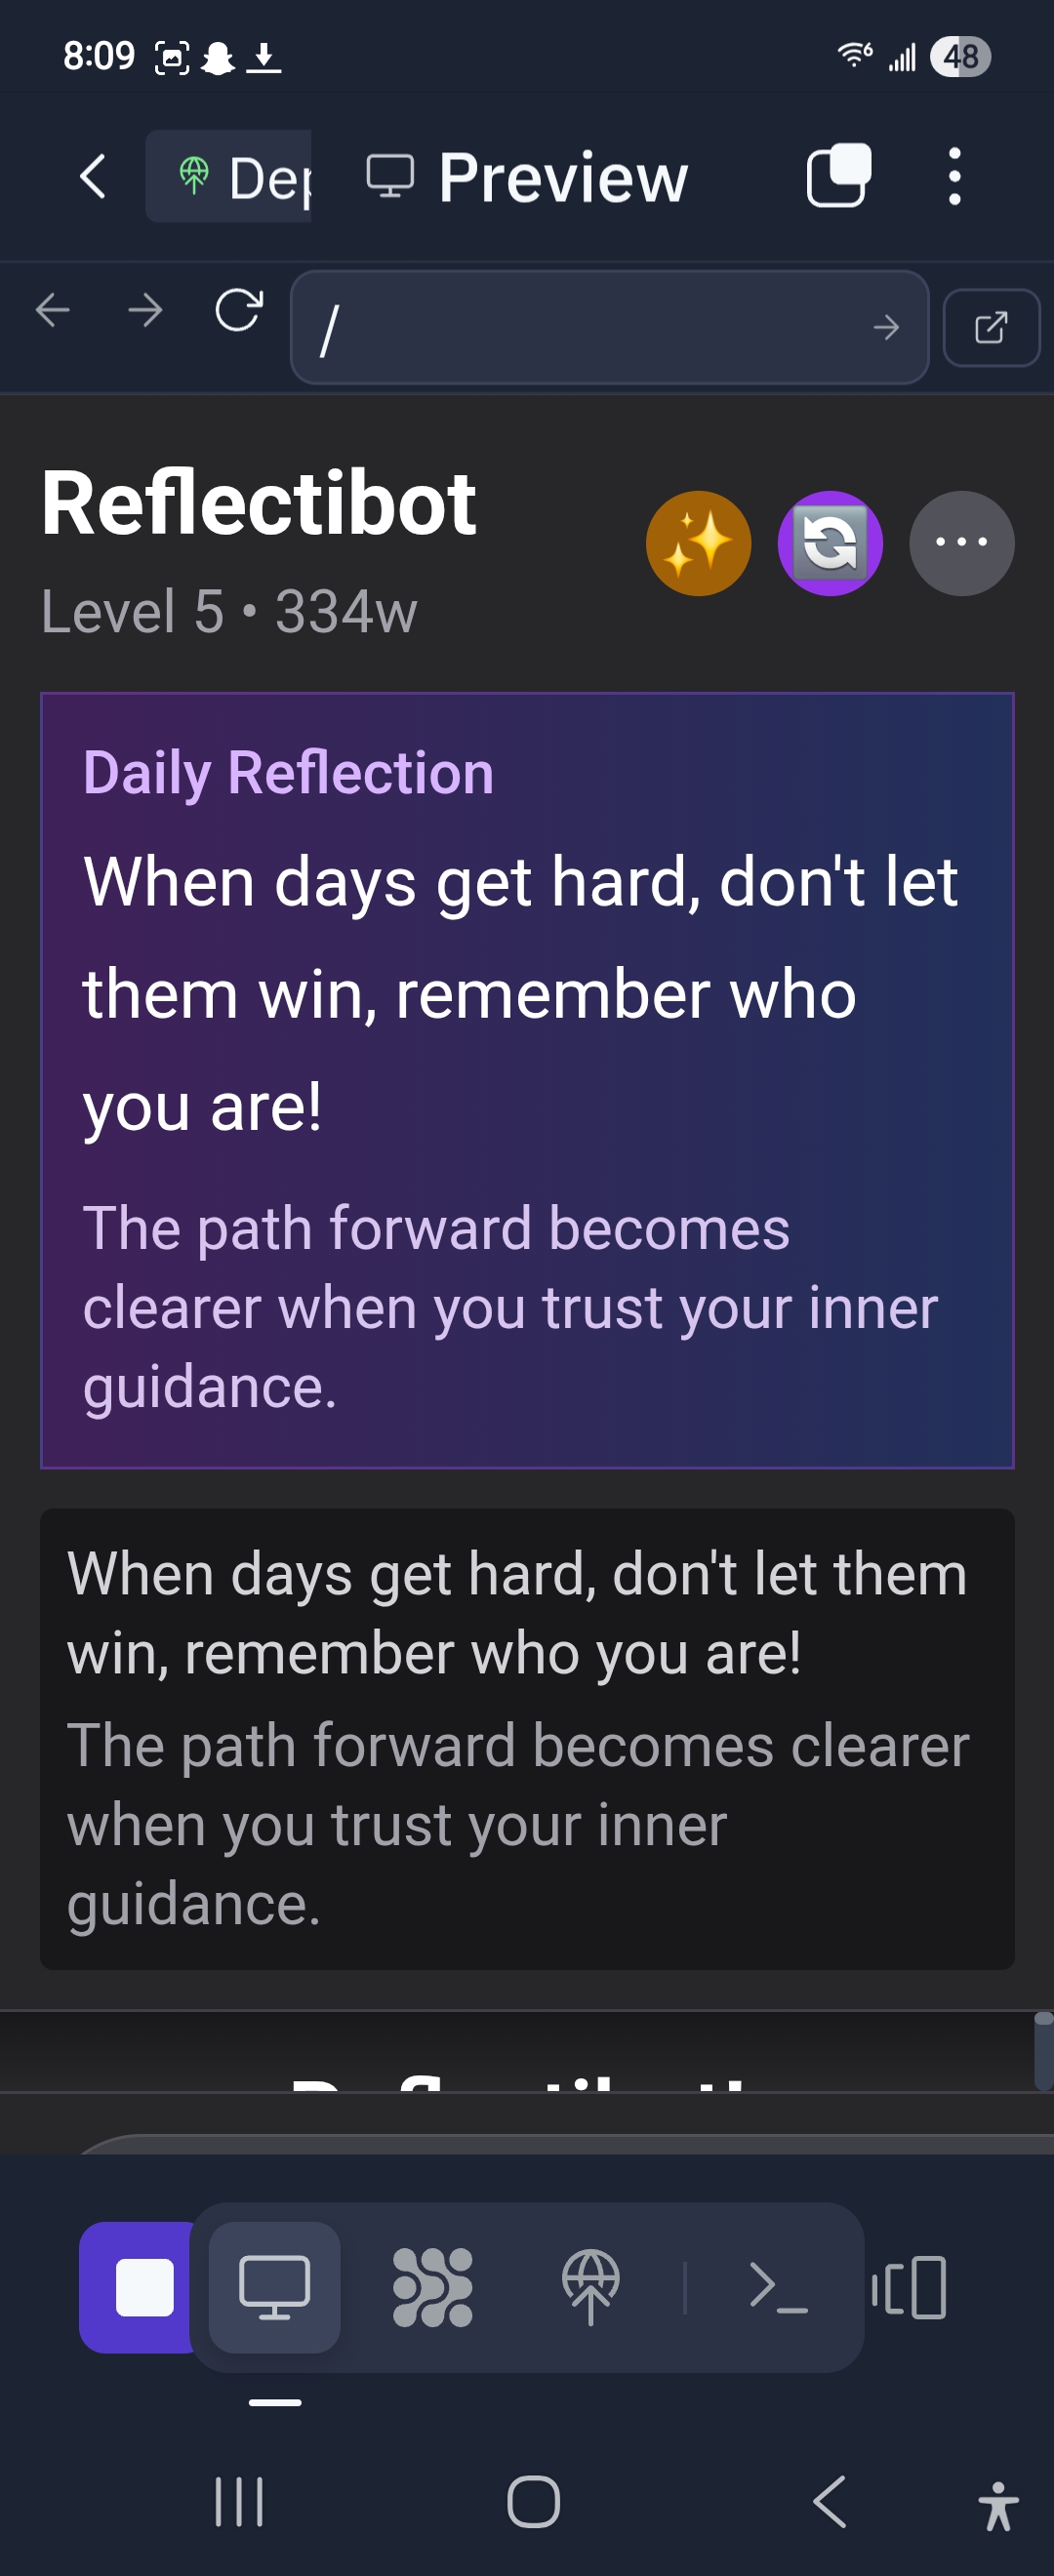 8:09
6
48
Dep
Preview
/
Reflectibot
Level 5 • 334w
Daily Reflection
When days get hard, don't let
them win, remember who
you are!
The path forward becomes
clearer when you trust your inner
guidance.
When days get hard, don't let them
win, remember who you are!
The path forward becomes clearer
when you trust your inner
guidance.